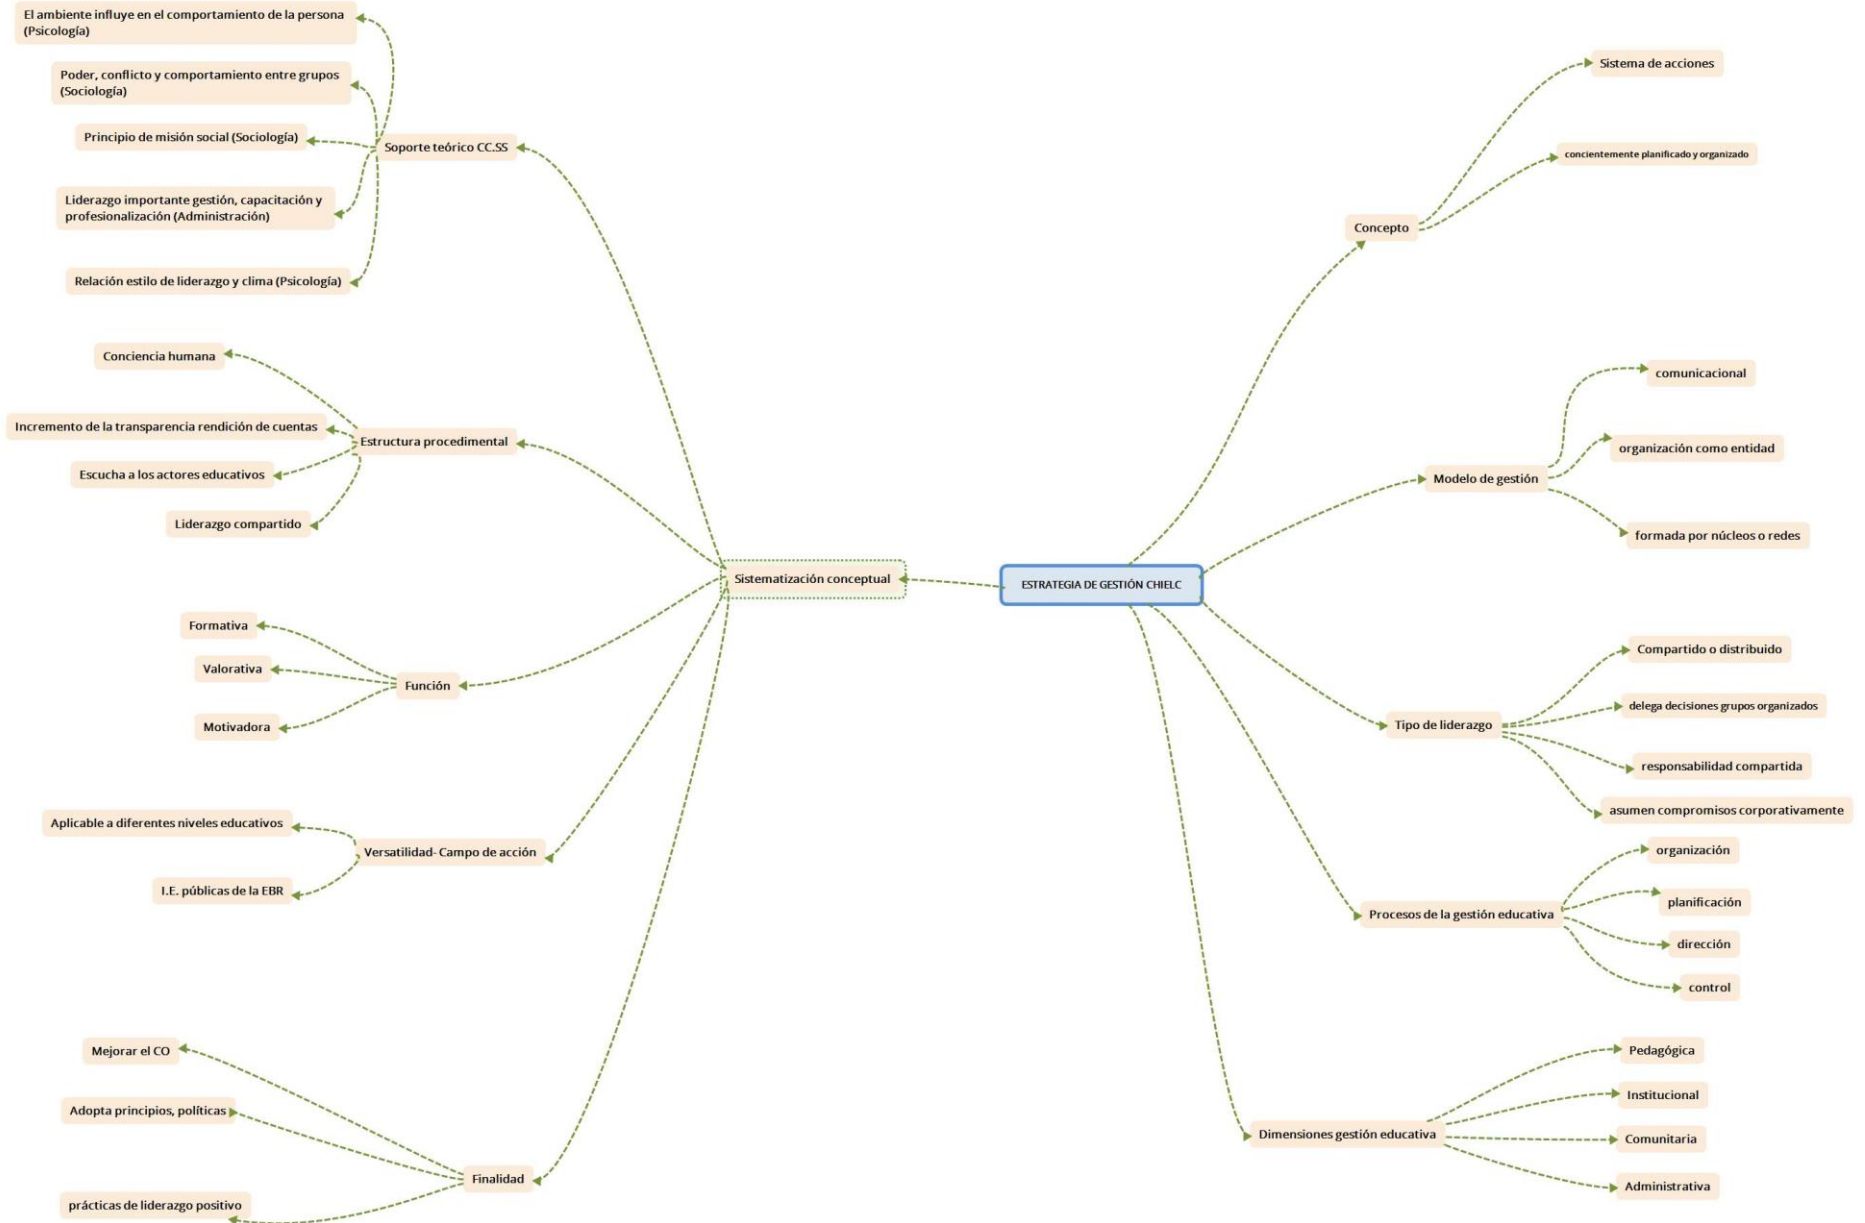 El ambiente influye en el comportamiento de la persona
(Psicología)
Poder, conflicto y comportamiento entre grupos
(Sociología)
Principio de misión social (Sociología)
Soporte teórico CC.SS
Liderazgo importante gestión, capacitación y
profesionalización (Administración)
Relación estilo de liderazgo y clima (Psicología)
Conciencia humana
Incremento de la transparencia rendición de cuentas
Estructura procedimental
Escucha a los actores educativos
Liderazgo compartido
Sistematización conceptual
Formativa
Valorativa
Función
Motivadora
Aplicable a diferentes niveles educativos
Versatilidad- Campo de acción
I.E. públicas de la EBR
Mejorar el CO
Adopta principios, políticas
Finalidad
prácticas de liderazgo positivo
ESTRATEGIA DE GESTIÓN CHIELC
Sistema de acciones
concientemente planificado y organizado
Concepto
comunicacional
organización como entidad
Modelo de gestión
formada por núcleos o redes
Compartido o distribuido
delega decisiones grupos organizados
Tipo de liderazgo
responsabilidad compartida
asumen compromisos corporativamente
organización
planificación
Procesos de la gestión educativa
dirección
control
Pedagógica
Institucional
Dimensiones gestión educativa
Comunitaria
Administrativa